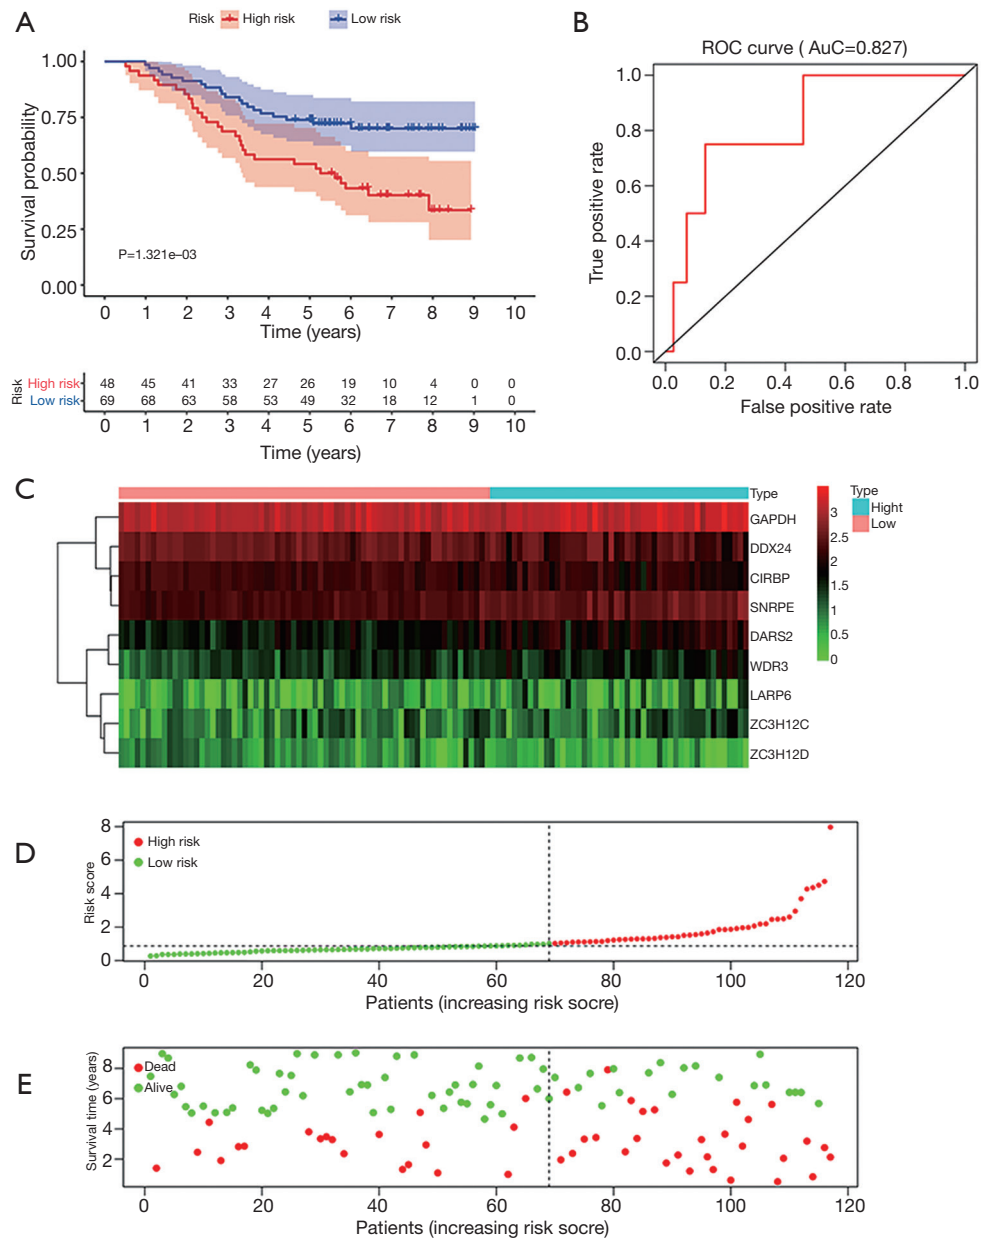 A
Risk High risk Low risk
1.00
0.75
0.50
0.25
0.00
Survival probability
P=1.321e–03
0 1 2 3 4 5 6 7 8 9 10
Time (years)
Risk
High risk 48 45 41 33 27 26 19 10 4 0 0
Low risk 69 68 63 58 53 49 32 18 12 1 0
0 1 2 3 4 5 6 7 8 9 10
Time (years)
B
ROC curve ( AuC=0.827)
1.0
0.8
0.6
0.4
0.2
0.0
True positive rate
0.0 0.2 0.4 0.6 0.8 1.0
False positive rate
C
Type
GAPDH
DDX24
CIRBP
SNRPE
DARS2
WDR3
LARP6
ZC3H12C
ZC3H12D
3
2.5
2
1.5
1
0.5
0
Type
Hight
Low
D
High risk
Low risk
8
6
4
2
0
Risk score
0 20 40 60 80 100 120
Patients (increasing risk socre)
E
Dead
Alive
8
6
4
2
Survival time (years)
0 20 40 60 80 100 120
Patients (increasing risk socre)